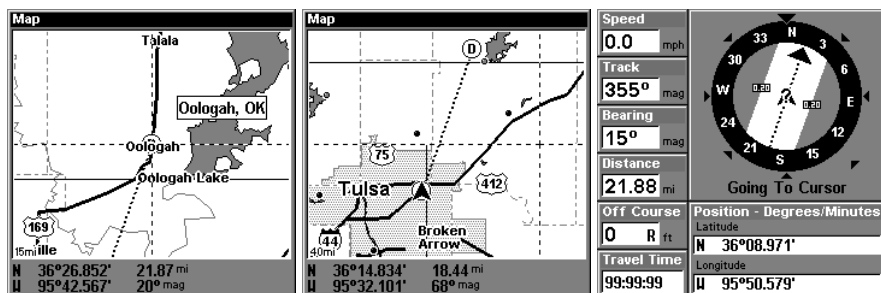 Map
Talala
Oologah, OK
Oologah
Oologah Lake
169
ille
15mi
N 36°26.852' 21.87 mi
W 95°42.567' 20° mag
Map
D
75
Tulsa
412
Broken
Arrow
44
40mi
N 36°14.834' 18.44 mi
W 95°32.101' 68° mag
Speed
0.0 mph
Track
355° mag
Bearing
15° mag
Distance
21.88 mi
Off Course
0 R ft
Travel Time
99:99:99
N
3
6
E
12
15
S
21
24
W
30
33
0.20
0.20
Going To Cursor
Position - Degrees/Minutes
Latitude
N 36°08.971'
Longitude
W 95°50.579'